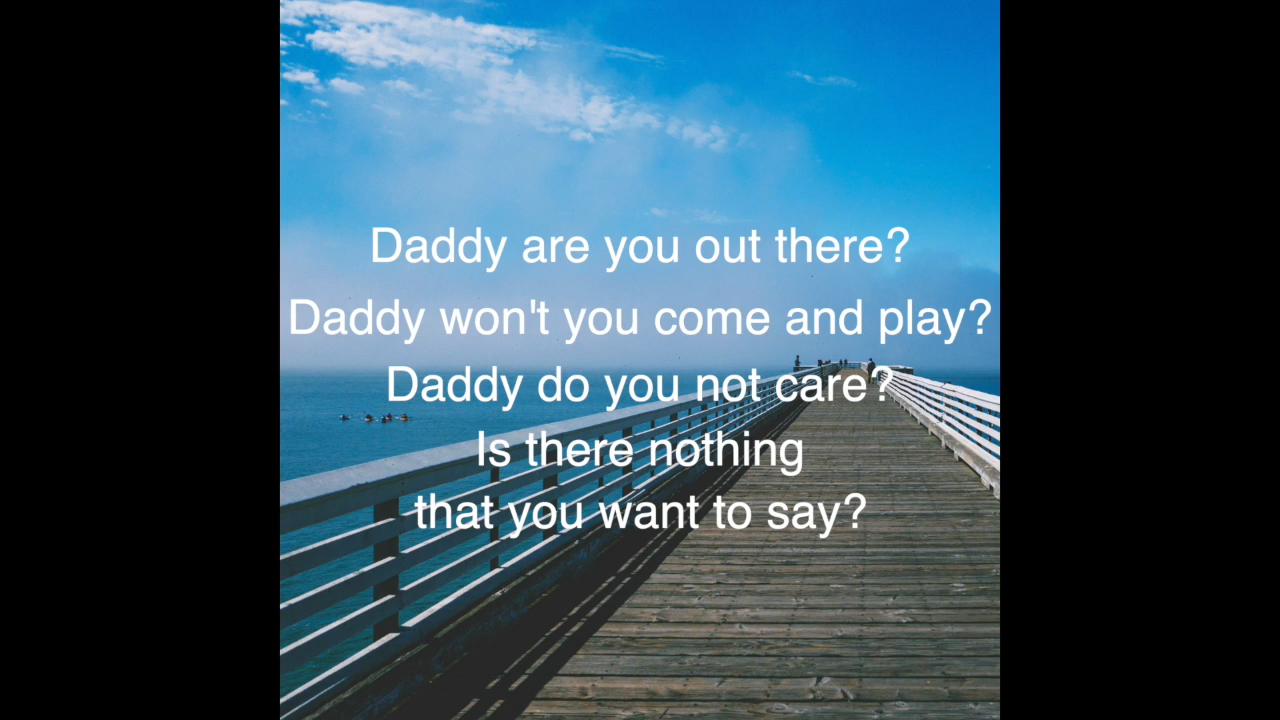 Daddy are you out there?
Daddy won't you come and play?
Daddy do you not care?
Is there nothing
that you want to say?